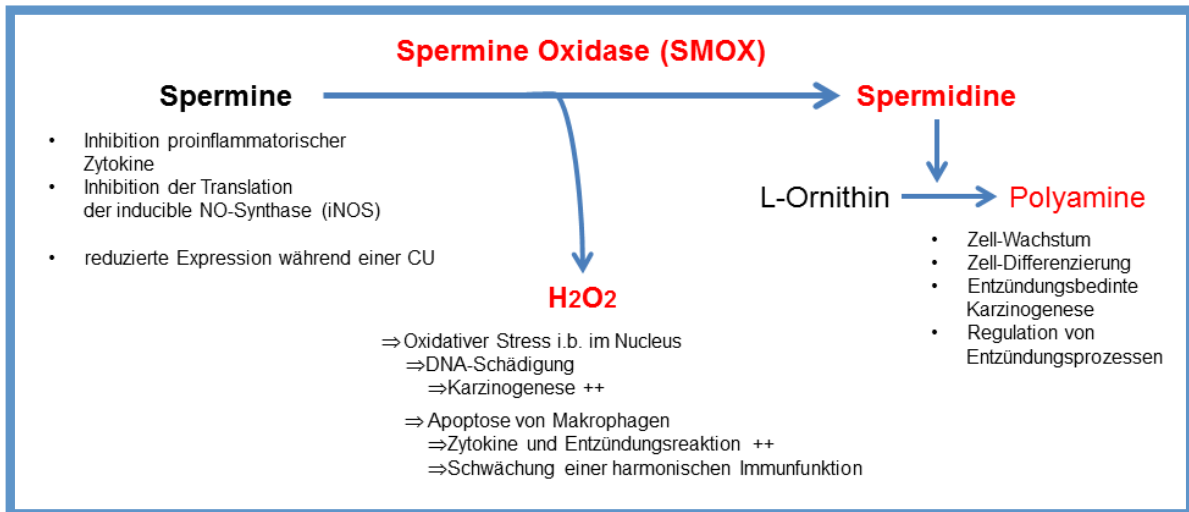 Spermine Oxidase (SMOX)
Spermine
Spermidine
• Inhibition proinflammatorischer
Zytokine
• Inhibition der Translation
der inducible NO-Synthase (iNOS)
• reduzierte Expression während einer CU
L-Ornithin
Polyamine
• Zell-Wachstum
• Zell-Differenzierung
• Entzündungsbedinte
Karzinogenese
• Regulation von
Entzündungsprozessen
H2O2
⇒ Oxidativer Stress i.b. im Nucleus
⇒DNA-Schädigung
⇒Karzinogenese ++
⇒ Apoptose von Makrophagen
⇒Zytokine und Entzündungsreaktion ++
⇒Schwächung einer harmonischen Immunfunktion